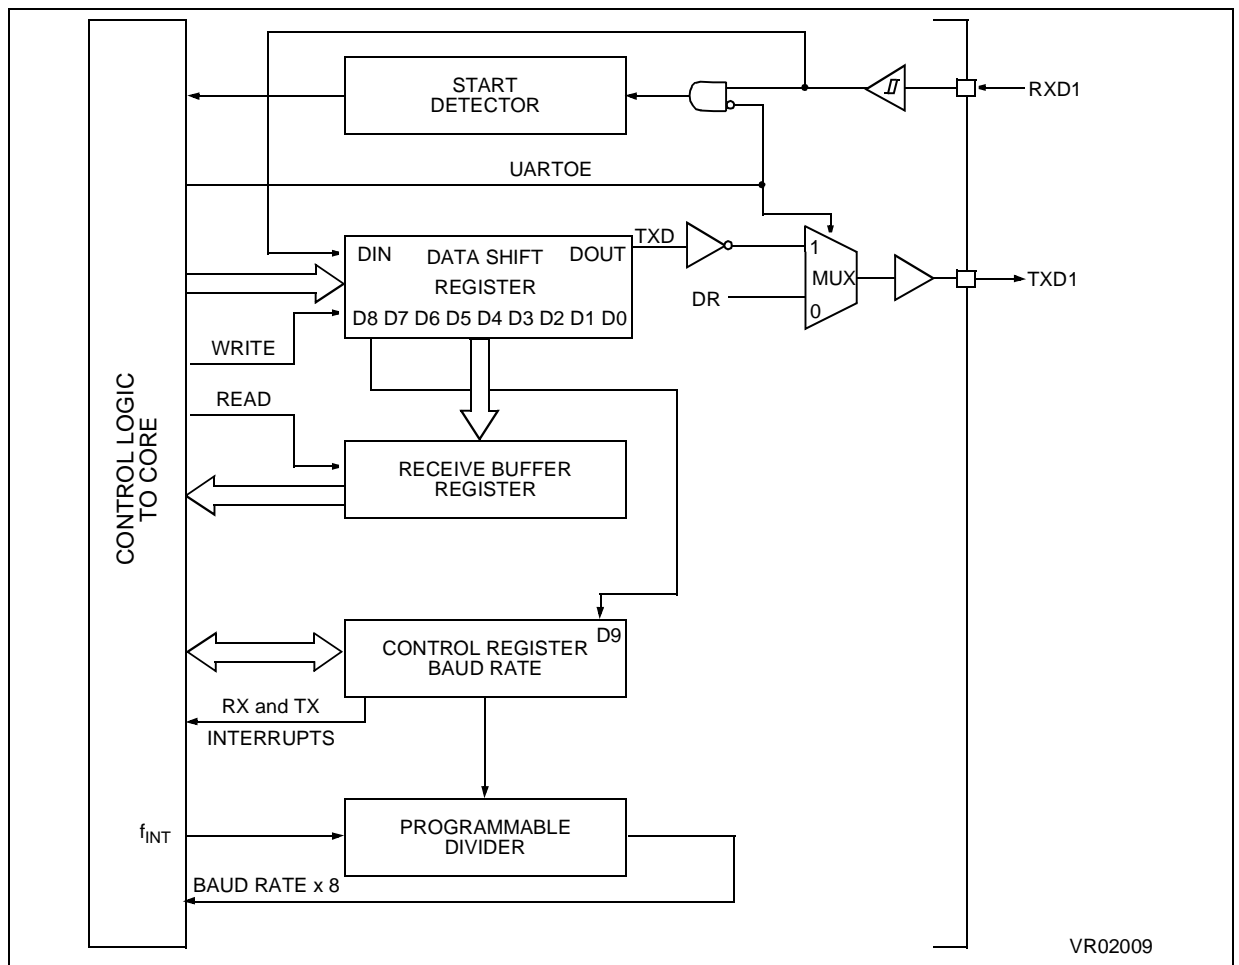 START
DETECTOR
RXD1
UARTOE
TXD
DIN DATA SHIFT DOUT
REGISTER
D8 D7 D6 D5 D4 D3 D2 D1 D0
1
MUX
0
DR
TXD1
WRITE
READ
CONTROL LOGIC
TO CORE
RECEIVE BUFFER
REGISTER
D9
CONTROL REGISTER
BAUD RATE
RX and TX
INTERRUPTS
fINT
PROGRAMMABLE
DIVIDER
BAUD RATE x 8
VR02009